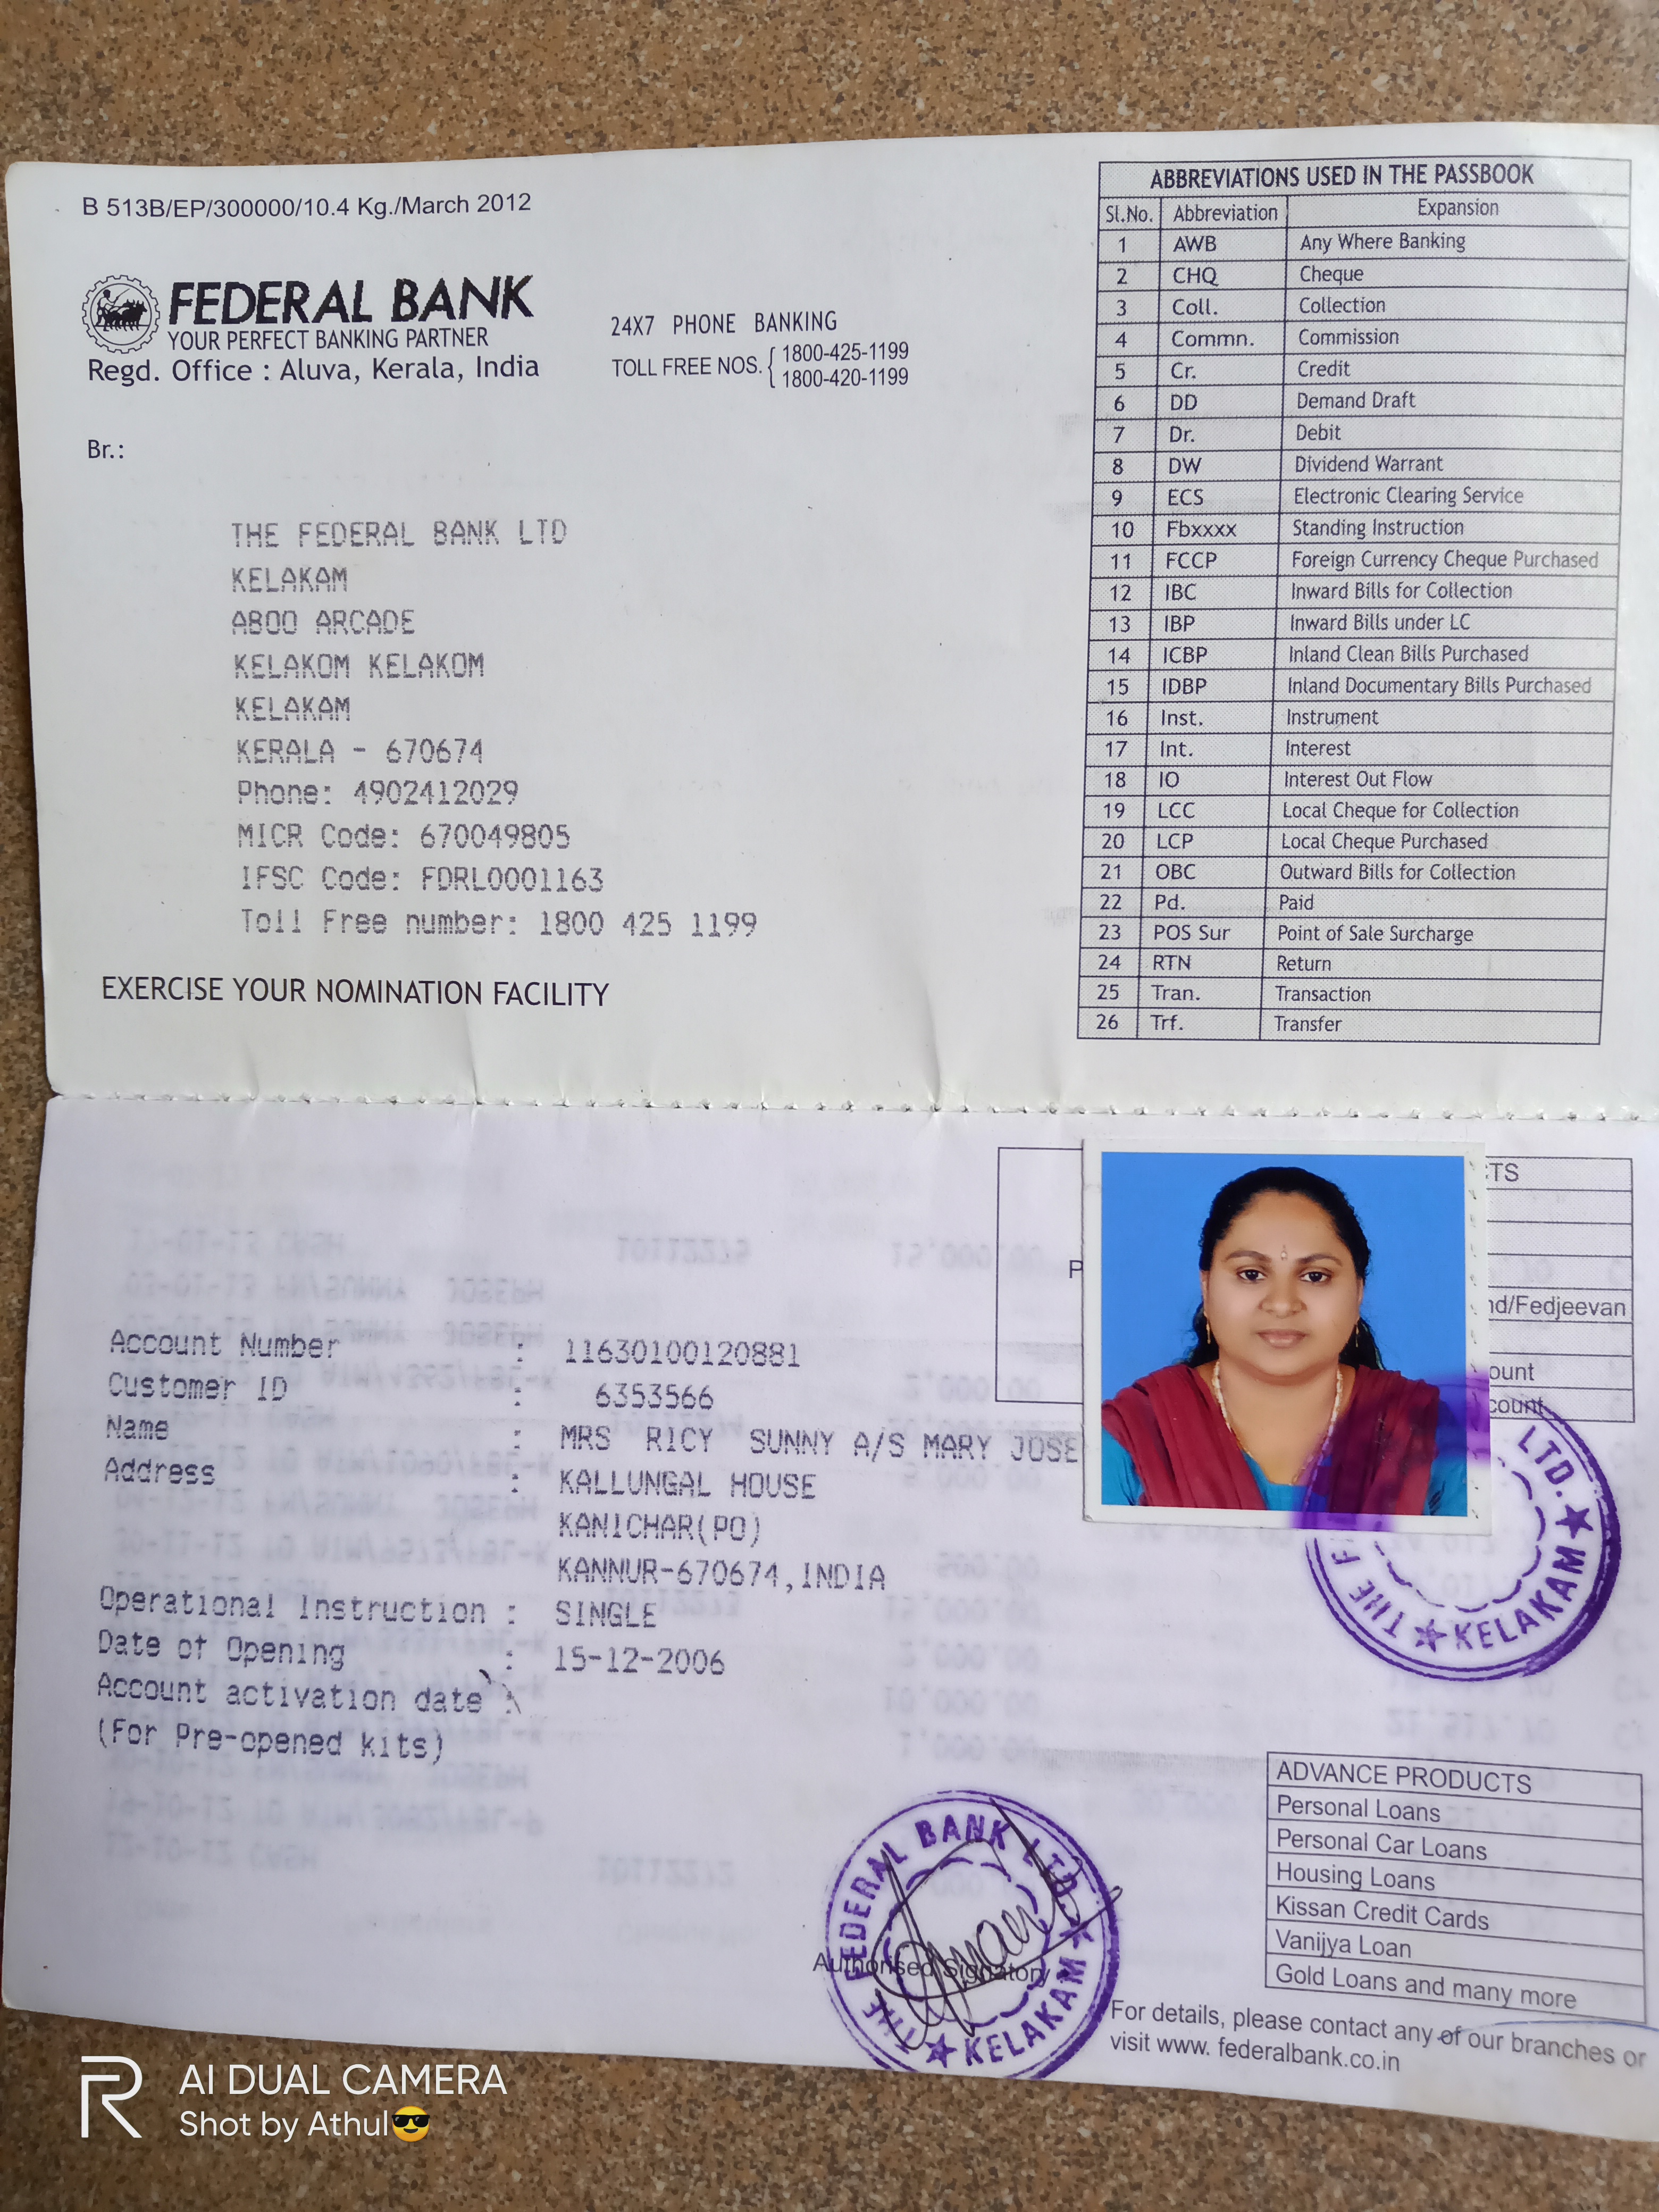 B 513B/EP/300000/10.4 Kg./March 2012
FEDERAL BANK
YOUR PERFECT BANKING PARTNER
Regd. Office : Aluva, Kerala, India
24X7 PHONE BANKING
TOLL FREE NOS. { 1800-425-1199
1800-420-1199
Br.:
THE FEDERAL BANK LTD
KELAKAM
ABOO ARCADE
KELAKOM KELAKOM
KELAKAM
KERALA - 670674
Phone: 4902412029
MICR Code: 670049805
IFSC Code: FDRL0001163
Toll Free number: 1800 425 1199
EXERCISE YOUR NOMINATION FACILITY
ABBREVIATIONS USED IN THE PASSBOOK
Sl.No. Abbreviation Expansion
1 AWB Any Where Banking
2 CHQ Cheque
3 Coll. Collection
4 Commn. Commission
5 Cr. Credit
6 DD Demand Draft
7 Dr. Debit
8 DW Dividend Warrant
9 ECS Electronic Clearing Service
10 Fbxxxx Standing Instruction
11 FCCP Foreign Currency Cheque Purchased
12 IBC Inward Bills for Collection
13 IBP Inward Bills under LC
14 ICBP Inland Clean Bills Purchased
15 IDBP Inland Documentary Bills Purchased
16 Inst. Instrument
17 Int. Interest
18 IO Interest Out Flow
19 LCC Local Cheque for Collection
20 LCP Local Cheque Purchased
21 OBC Outward Bills for Collection
22 Pd. Paid
23 POS Sur Point of Sale Surcharge
24 RTN Return
25 Tran. Transaction
26 Trf. Transfer
Account Number : 11630100120881
Customer ID : 6353566
Name : MRS RICY SUNNY A/S MARY JOSE
Address : KALLUNGAL HOUSE
KANICHAR(PO)
KANNUR-670674,INDIA
Operational Instruction : SINGLE
Date of Opening : 15-12-2006
Account activation date :
(For Pre-opened kits)
P
CTS
nd/Fedjeevan
ount
count
THE F LTD. ★ KELAKAM ★
THE FEDERAL BANK LTD. ★ KELAKAM ★
Authorised Signatory
ADVANCE PRODUCTS
Personal Loans
Personal Car Loans
Housing Loans
Kissan Credit Cards
Vanijya Loan
Gold Loans and many more
For details, please contact any of our branches or
visit www. federalbank.co.in
R AI DUAL CAMERA
Shot by Athul😎